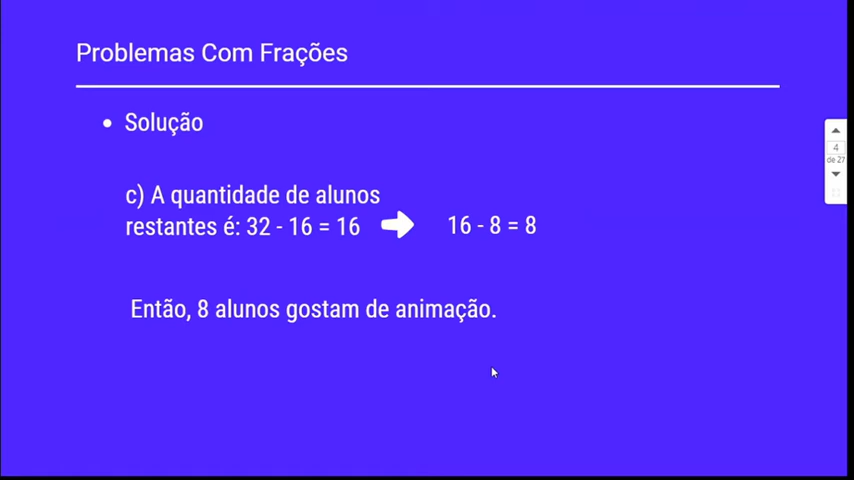 Problemas Com Frações
• Solução
c) A quantidade de alunos
restantes é: 32 - 16 = 16
16 - 8 = 8
Então, 8 alunos gostam de animação.
4
de 27